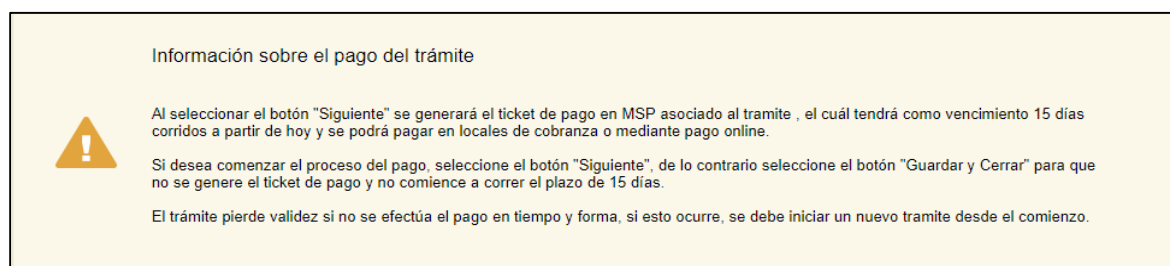 Información sobre el pago del trámite
Al seleccionar el botón "Siguiente" se generará el ticket de pago en MSP asociado al tramite , el cuál tendrá como vencimiento 15 días
corridos a partir de hoy y se podrá pagar en locales de cobranza o mediante pago online.
Si desea comenzar el proceso del pago, seleccione el botón "Siguiente", de lo contrario seleccione el botón "Guardar y Cerrar" para que
no se genere el ticket de pago y no comience a correr el plazo de 15 días.
El trámite pierde validez si no se efectúa el pago en tiempo y forma, si esto ocurre, se debe iniciar un nuevo tramite desde el comienzo.